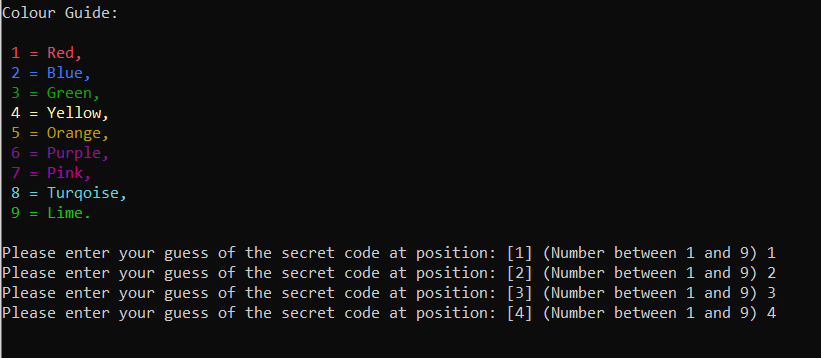 Colour Guide:
1 = Red,
2 = Blue,
3 = Green,
4 = Yellow,
5 = Orange,
6 = Purple,
7 = Pink,
8 = Turqoise,
9 = Lime.
Please enter your guess of the secret code at position: [1] (Number between 1 and 9) 1
Please enter your guess of the secret code at position: [2] (Number between 1 and 9) 2
Please enter your guess of the secret code at position: [3] (Number between 1 and 9) 3
Please enter your guess of the secret code at position: [4] (Number between 1 and 9) 4